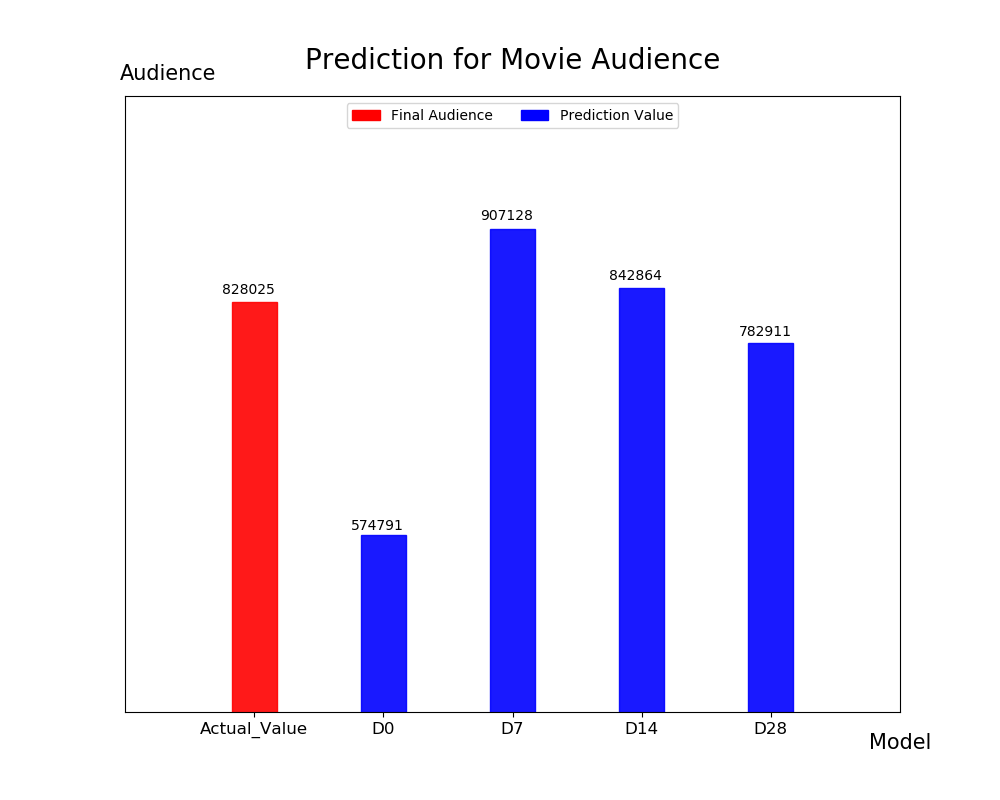 Prediction for Movie Audience
Audience
Final Audience Prediction Value
907128
842864
828025
782911
574791
Actual_Value D0 D7 D14 D28
Model